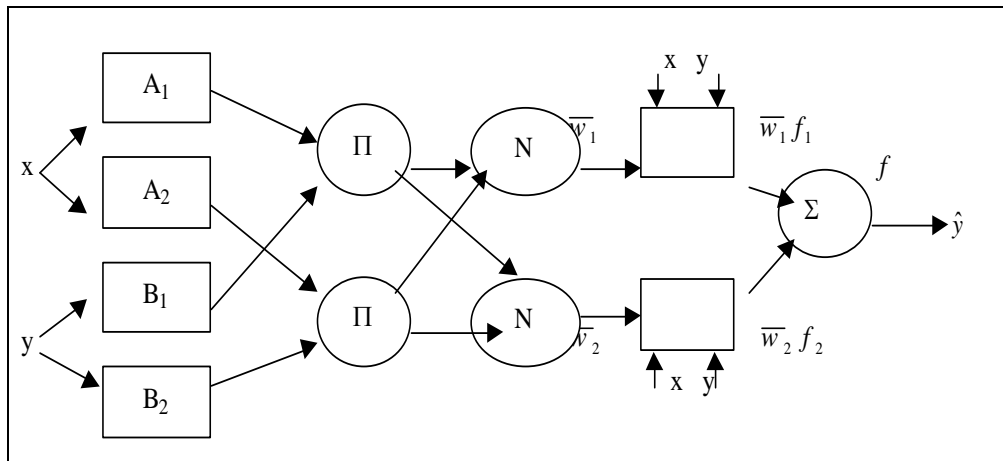 x y
A₁
Π
N
w̅₁
w̅₁ f₁
x
A₂
f
Σ
ŷ
B₁
Π
N
w̅₂
w̅₂ f₂
y
B₂
x y